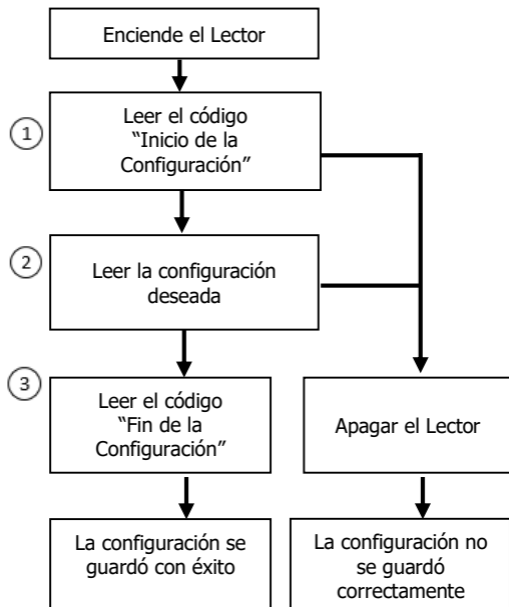 Enciende el Lector
1
Leer el código
“Inicio de la
Configuración”
2
Leer la configuración
deseada
3
Leer el código
“Fin de la
Configuración”
Apagar el Lector
La configuración se
guardó con éxito
La configuración no
se guardó
correctamente